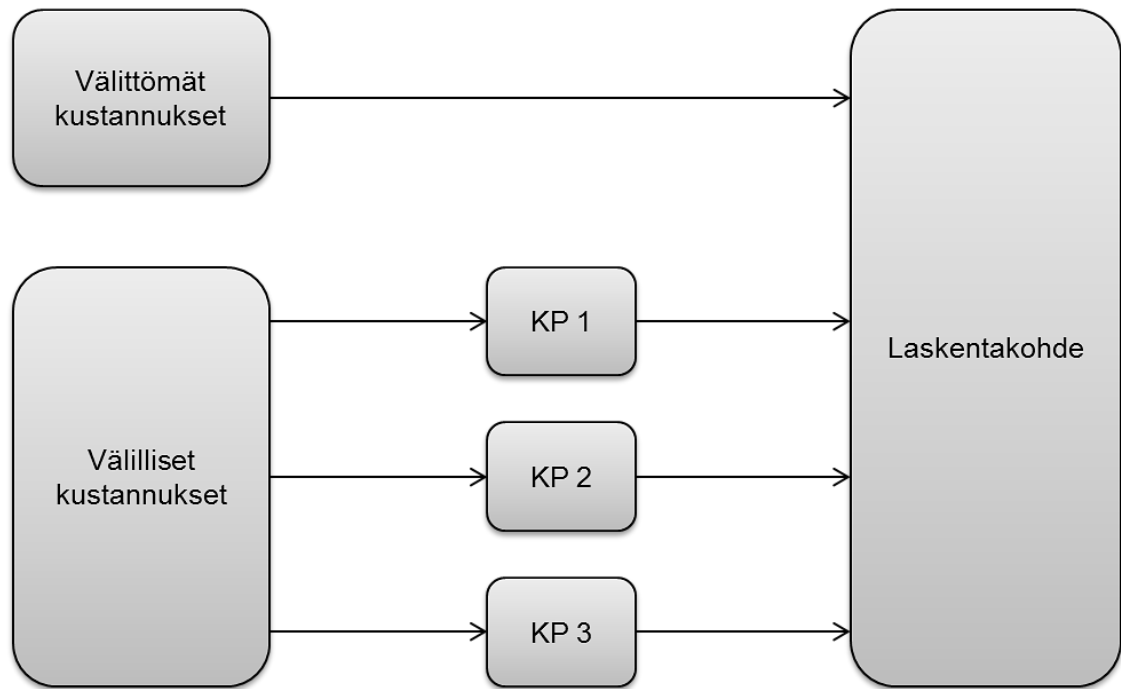 Välittömät
kustannukset
KP 1
Laskentakohde
Välilliset
kustannukset
KP 2
KP 3